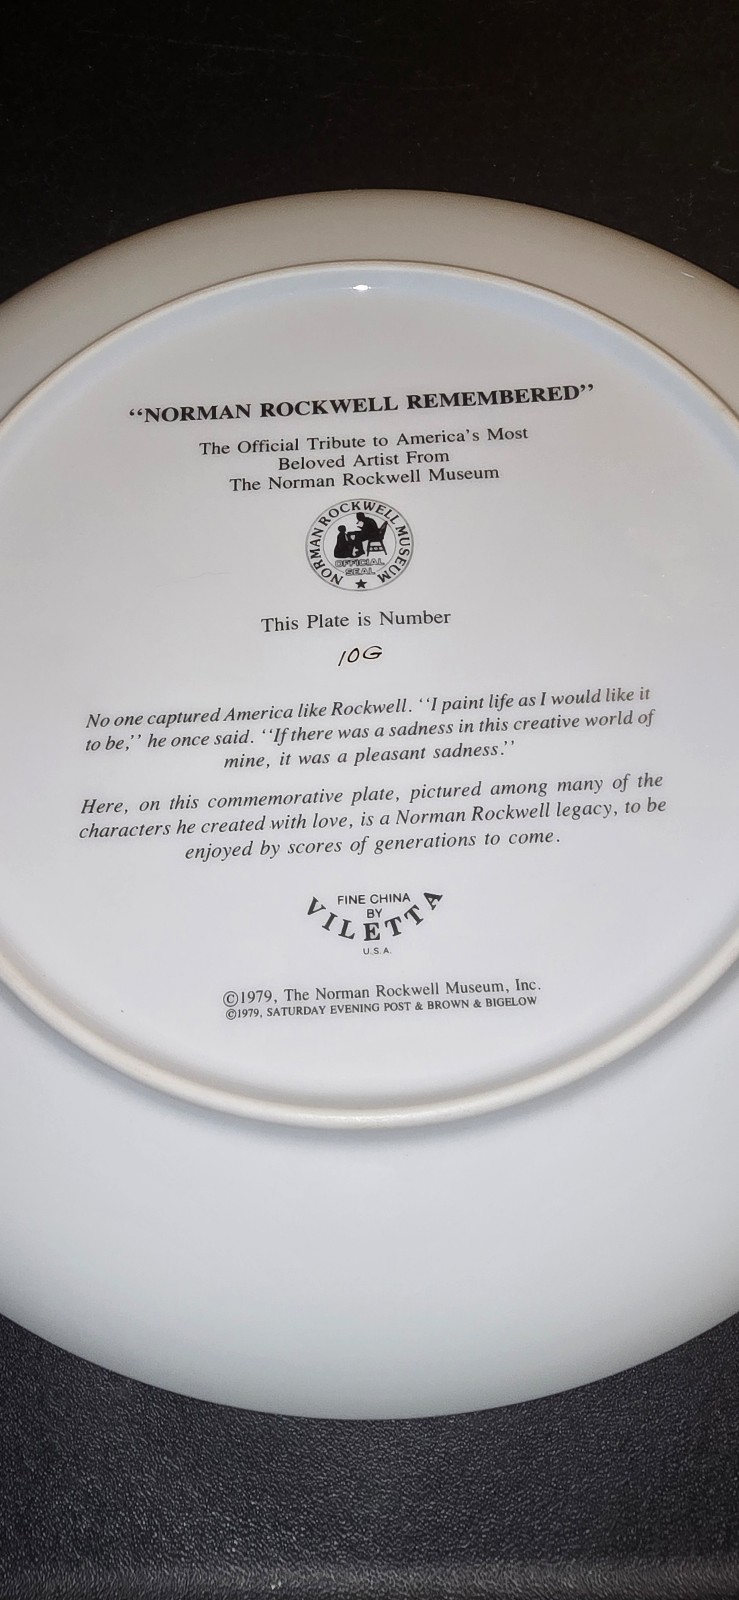 “NORMAN ROCKWELL REMEMBERED”
The Official Tribute to America's Most
Beloved Artist From
The Norman Rockwell Museum
NORMAN ROCKWELL MUSEUM
OFFICIAL
SEAL
This Plate is Number
10G
No one captured America like Rockwell. “I paint life as I would like it
to be,” he once said. “If there was a sadness in this creative world of
mine, it was a pleasant sadness.”
Here, on this commemorative plate, pictured among many of the
characters he created with love, is a Norman Rockwell legacy, to be
enjoyed by scores of generations to come.
FINE CHINA
BY
VILETTA
U.S.A.
©1979, The Norman Rockwell Museum, Inc.
©1979, SATURDAY EVENING POST & BROWN & BIGELOW